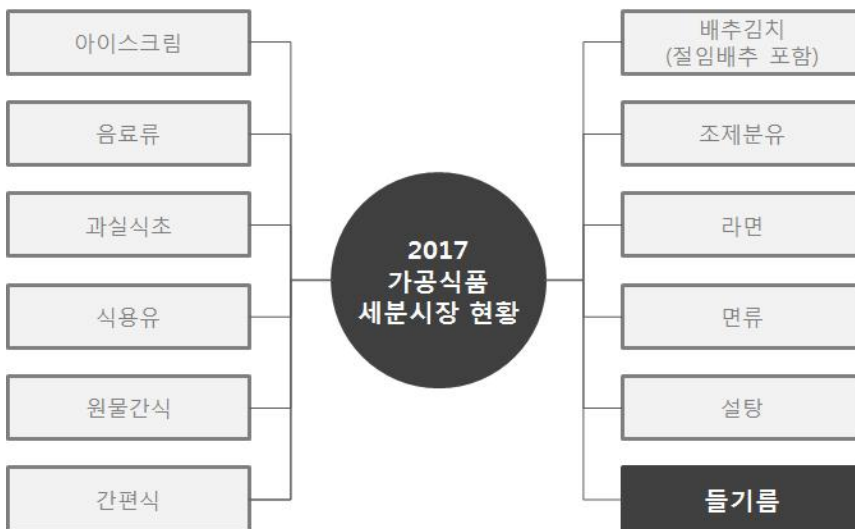 아이스크림
음료류
과실식초
식용유
원물간식
간편식
2017
가공식품
세분시장 현황
배추김치
(절임배추 포함)
조제분유
라면
면류
설탕
들기름